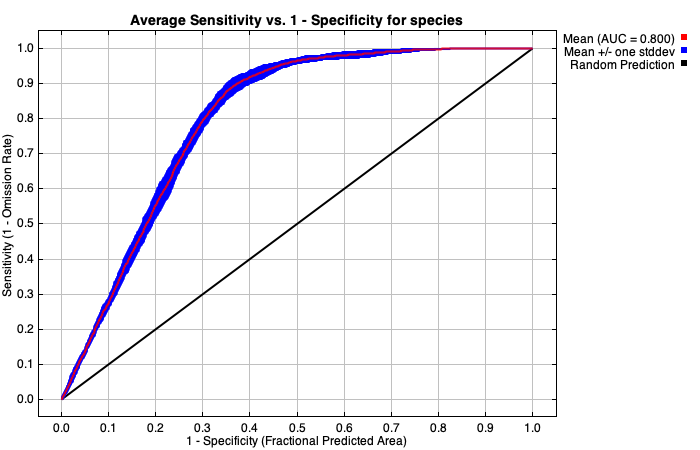 Average Sensitivity vs. 1 - Specificity for species
Mean (AUC = 0.800)
Mean +/- one stddev
Random Prediction
Sensitivity (1 - Omission Rate)
1.0
0.9
0.8
0.7
0.6
0.5
0.4
0.3
0.2
0.1
0.0
0.0 0.1 0.2 0.3 0.4 0.5 0.6 0.7 0.8 0.9 1.0
1 - Specificity (Fractional Predicted Area)